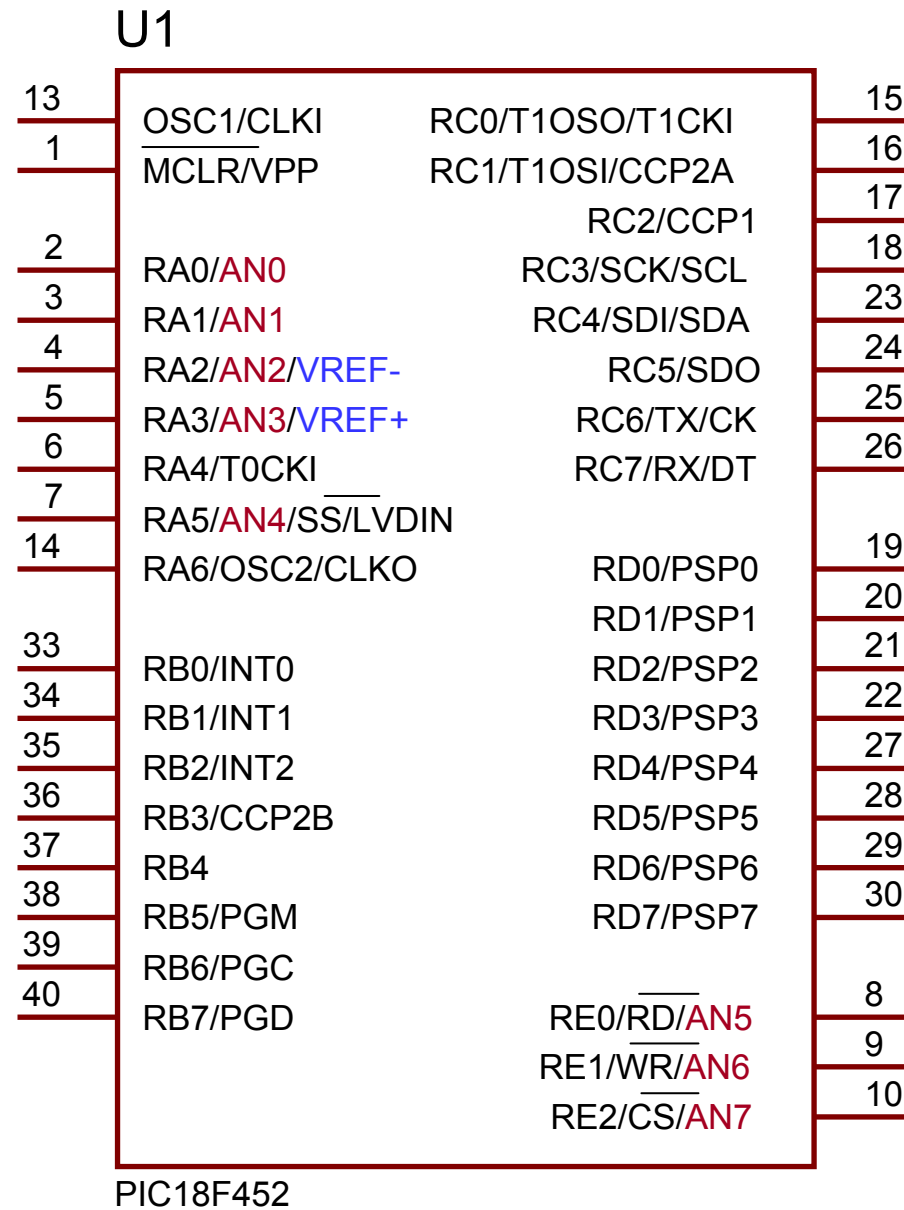 U1
13 OSC1/CLKI RC0/T1OSO/T1CKI 15
1 MCLR/VPP RC1/T1OSI/CCP2A 16
RC2/CCP1 17
2 RA0/AN0 RC3/SCK/SCL 18
3 RA1/AN1 RC4/SDI/SDA 23
4 RA2/AN2/VREF- RC5/SDO 24
5 RA3/AN3/VREF+ RC6/TX/CK 25
6 RA4/T0CKI RC7/RX/DT 26
7 RA5/AN4/SS/LVDIN
14 RA6/OSC2/CLKO RD0/PSP0 19
RD1/PSP1 20
33 RB0/INT0 RD2/PSP2 21
34 RB1/INT1 RD3/PSP3 22
35 RB2/INT2 RD4/PSP4 27
36 RB3/CCP2B RD5/PSP5 28
37 RB4 RD6/PSP6 29
38 RB5/PGM RD7/PSP7 30
39 RB6/PGC
40 RB7/PGD RE0/RD/AN5 8
RE1/WR/AN6 9
RE2/CS/AN7 10
PIC18F452